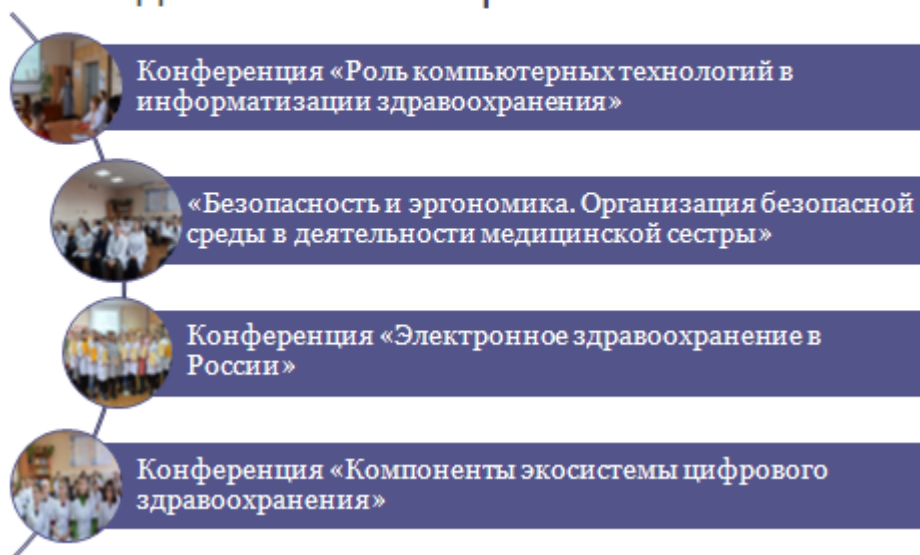 Конференция «Роль компьютерных технологий в
информатизации здравоохранения»
«Безопасность и эргономика. Организация безопасной
среды в деятельности медицинской сестры»
Конференция «Электронное здравоохранение в
России»
Конференция «Компоненты экосистемы цифрового
здравоохранения»